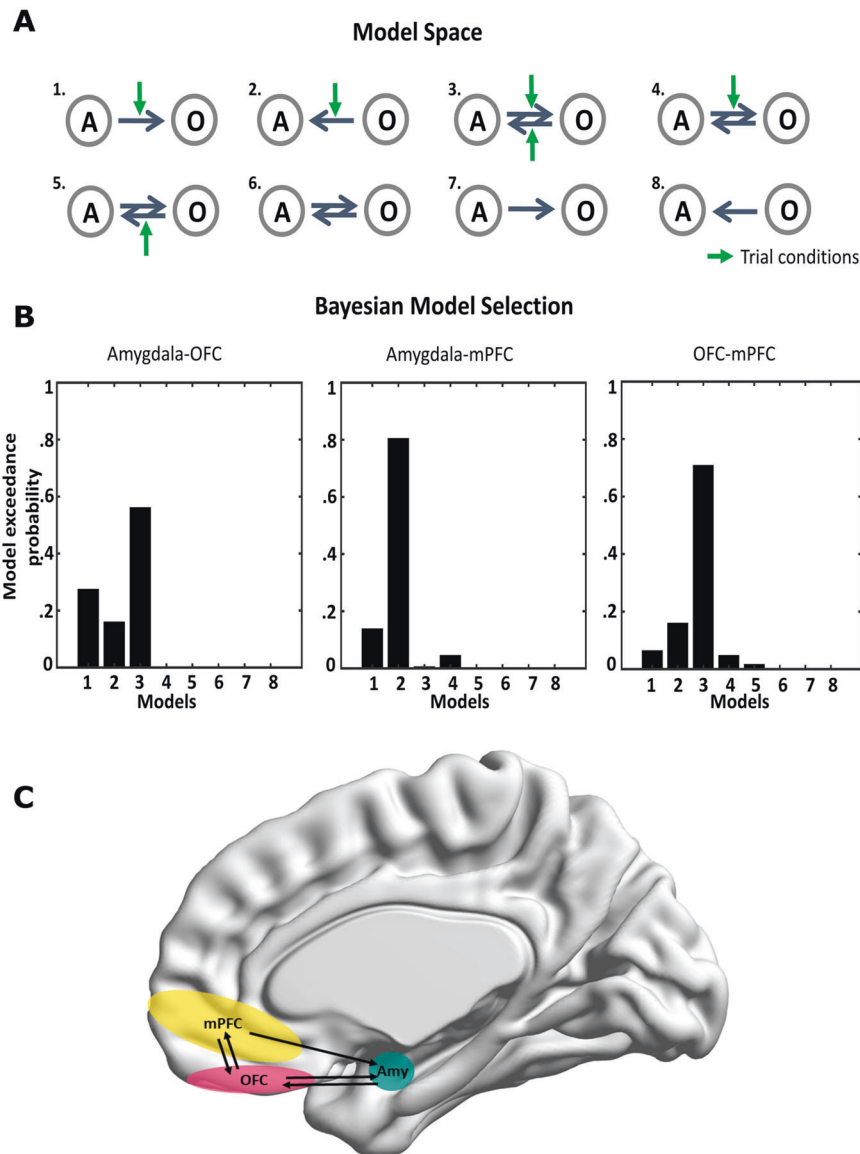 A
Model Space
1. A O
2. A O
3. A O
4. A O
5. A O
6. A O
7. A O
8. A O
Trial conditions
B
Bayesian Model Selection
Amygdala-OFC
Amygdala-mPFC
OFC-mPFC
Model exceedance
probability
1
.8
.6
.4
.2
0
1 2 3 4 5 6 7 8
Models
1
.8
.6
.4
.2
0
1 2 3 4 5 6 7 8
Models
1
.8
.6
.4
.2
0
1 2 3 4 5 6 7 8
Models
C
mPFC
OFC
Amy